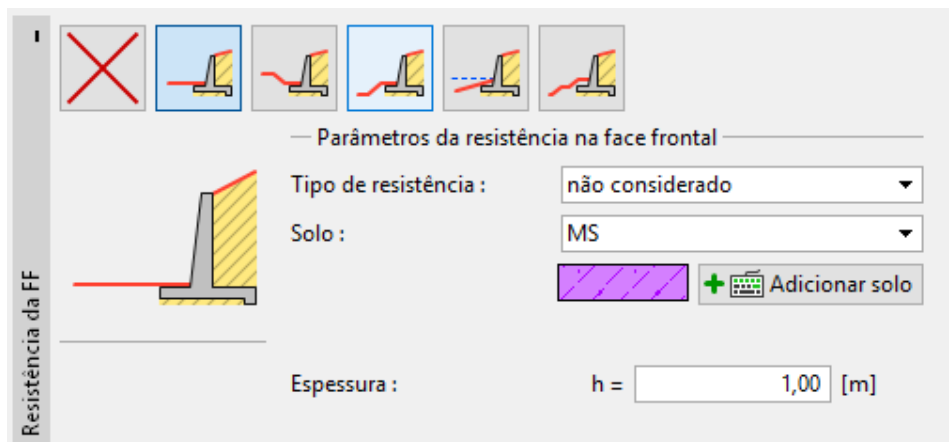 Parâmetros da resistência na face frontal
Tipo de resistência : não considerado
Solo : MS
Adicionar solo
Espessura : h = 1,00 [m]
Resistência da FF